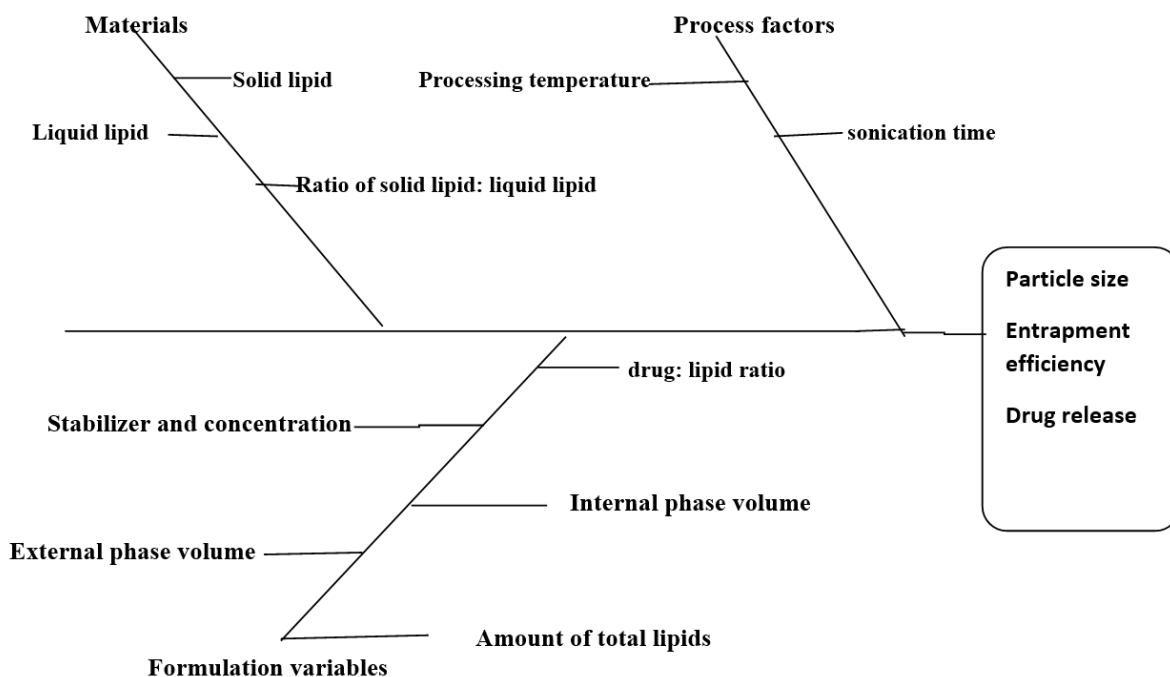 Materials
Process factors
Solid lipid
Processing temperature
Liquid lipid
sonication time
Ratio of solid lipid: liquid lipid
Particle size
Entrapment
efficiency
Drug release
drug: lipid ratio
Stabilizer and concentration
Internal phase volume
External phase volume
Amount of total lipids
Formulation variables